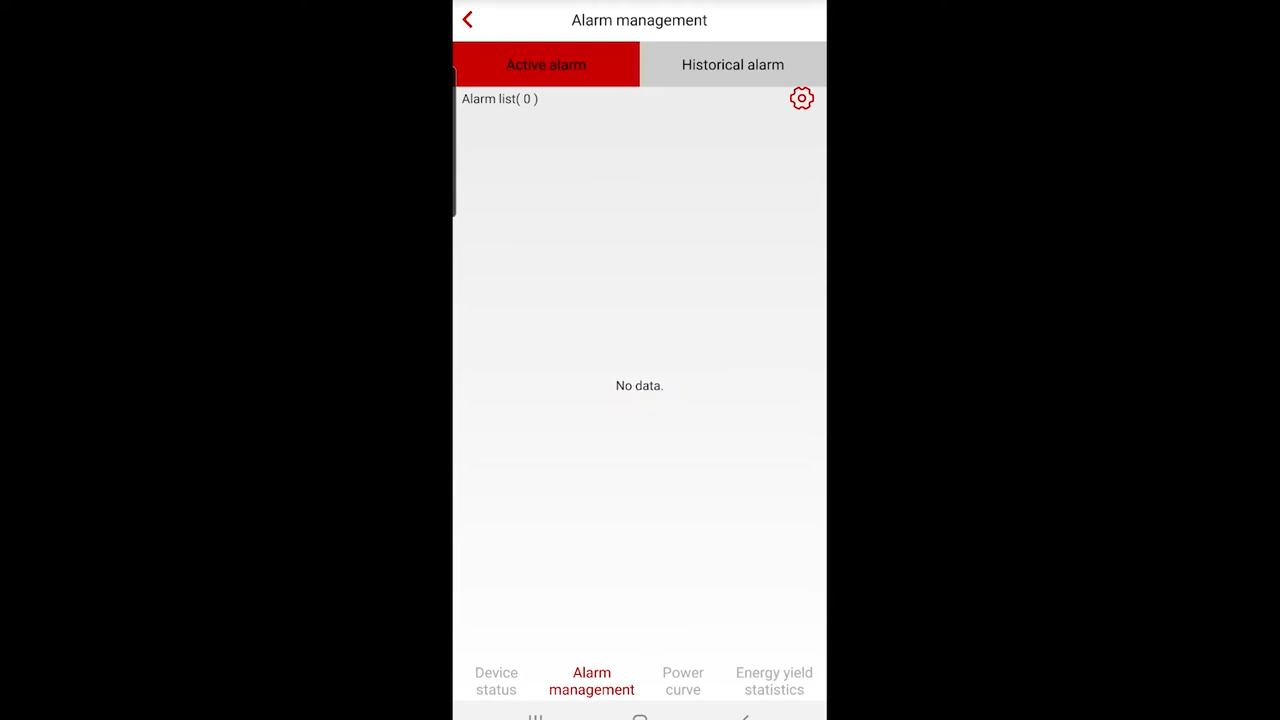 Alarm management
Active alarm
Historical alarm
Alarm list( 0 )
No data.
Device
status
Alarm
management
Power
curve
Energy yield
statistics